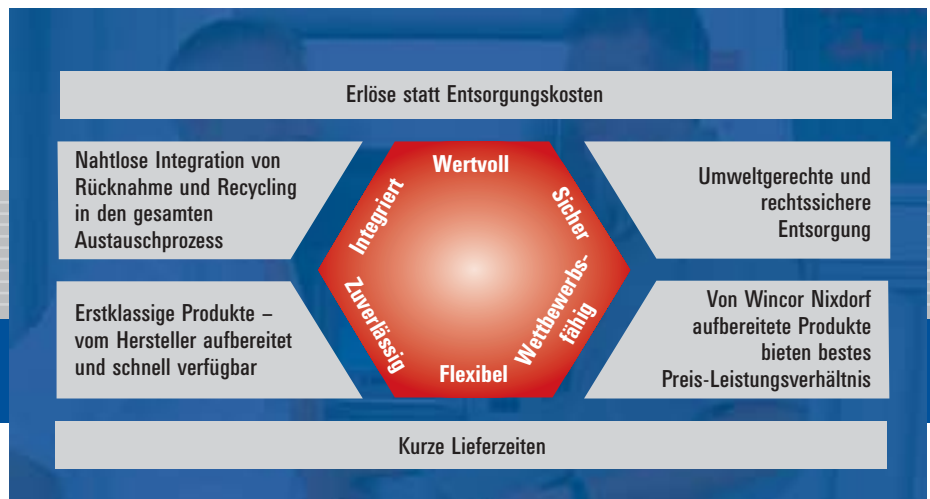 Erlöse statt Entsorgungskosten
Nahtlose Integration von
Rücknahme und Recycling
in den gesamten
Austauschprozess
Wertvoll
Integriert
Sicher
Umweltgerechte und
rechtssichere
Entsorgung
Erstklassige Produkte –
vom Hersteller aufbereitet
und schnell verfügbar
Zuverlässig
Wettbewerbs-
fähig
Flexibel
Von Wincor Nixdorf
aufbereitete Produkte
bieten bestes
Preis-Leistungsverhältnis
Kurze Lieferzeiten